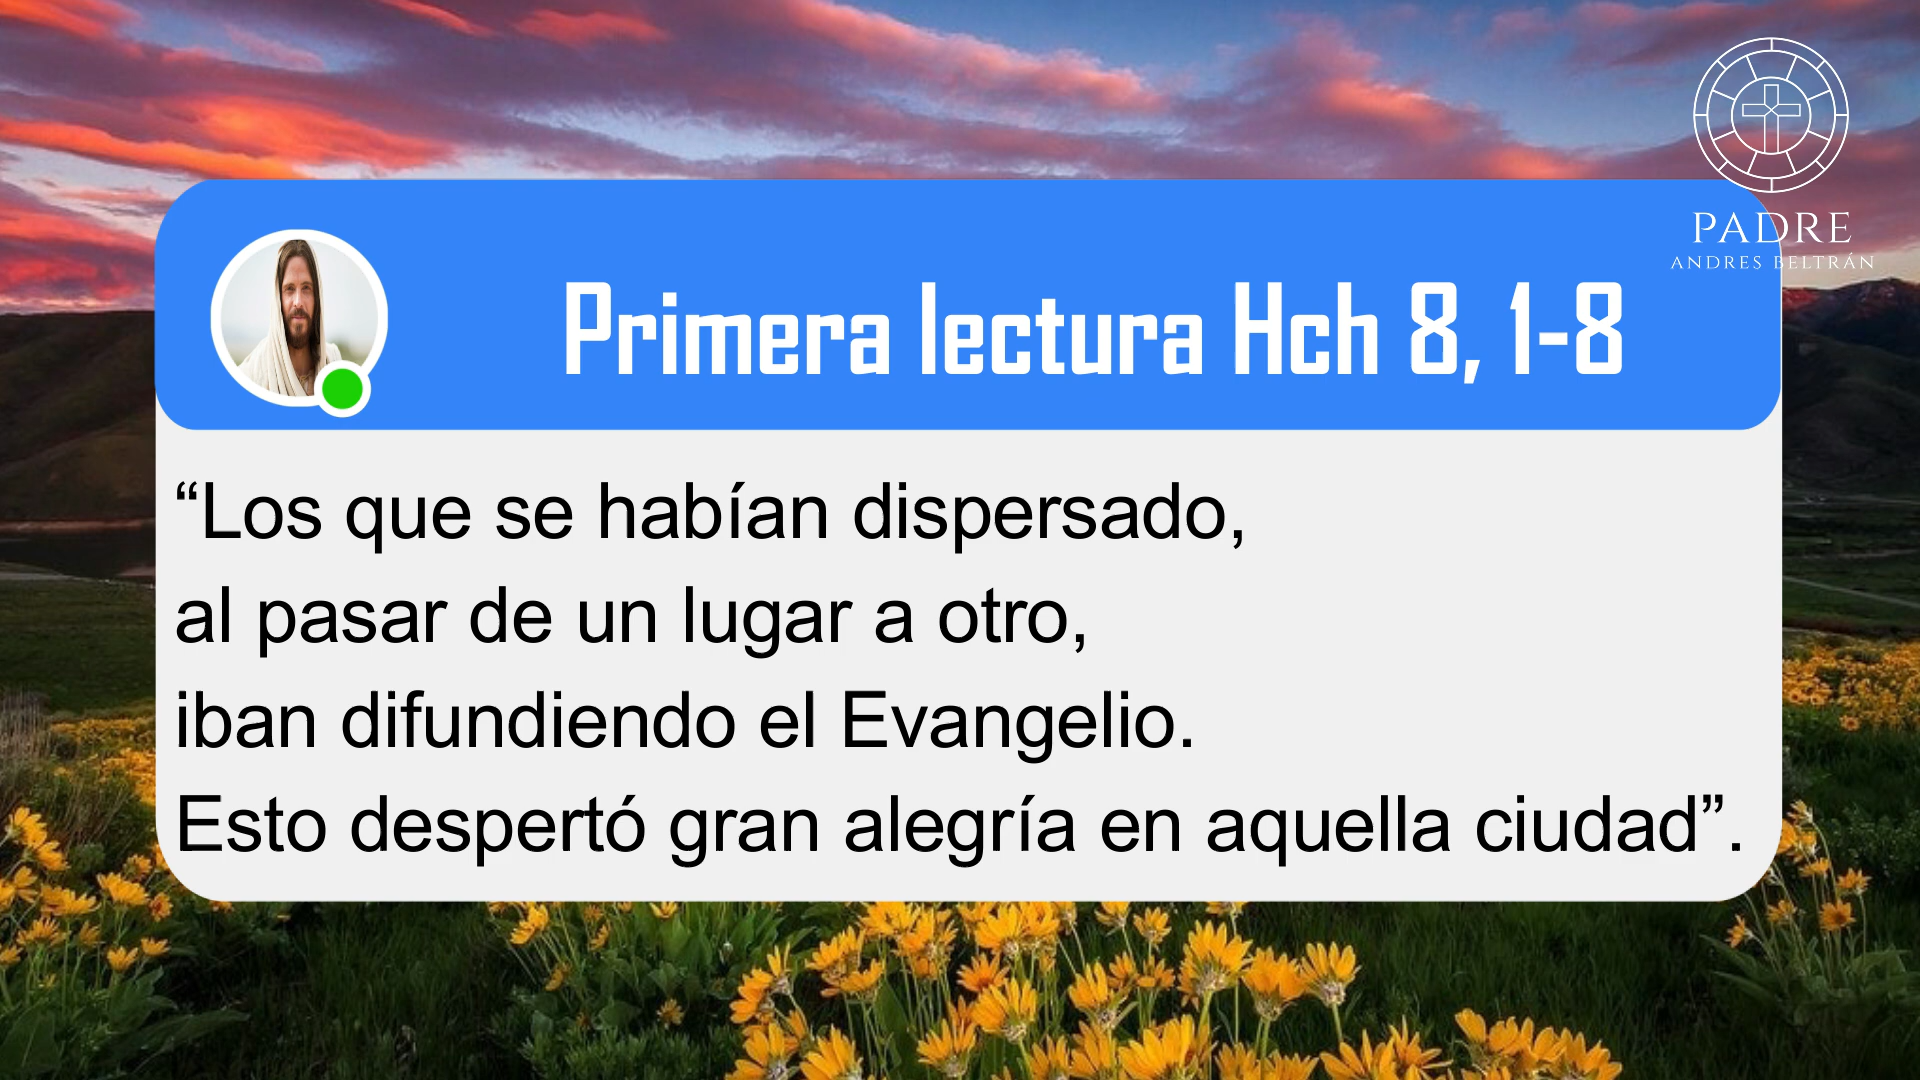 PADRE
ANDRES BELTRÁN
Primera lectura Hch 8, 1-8
“Los que se habían dispersado,
al pasar de un lugar a otro,
iban difundiendo el Evangelio.
Esto despertó gran alegría en aquella ciudad”.